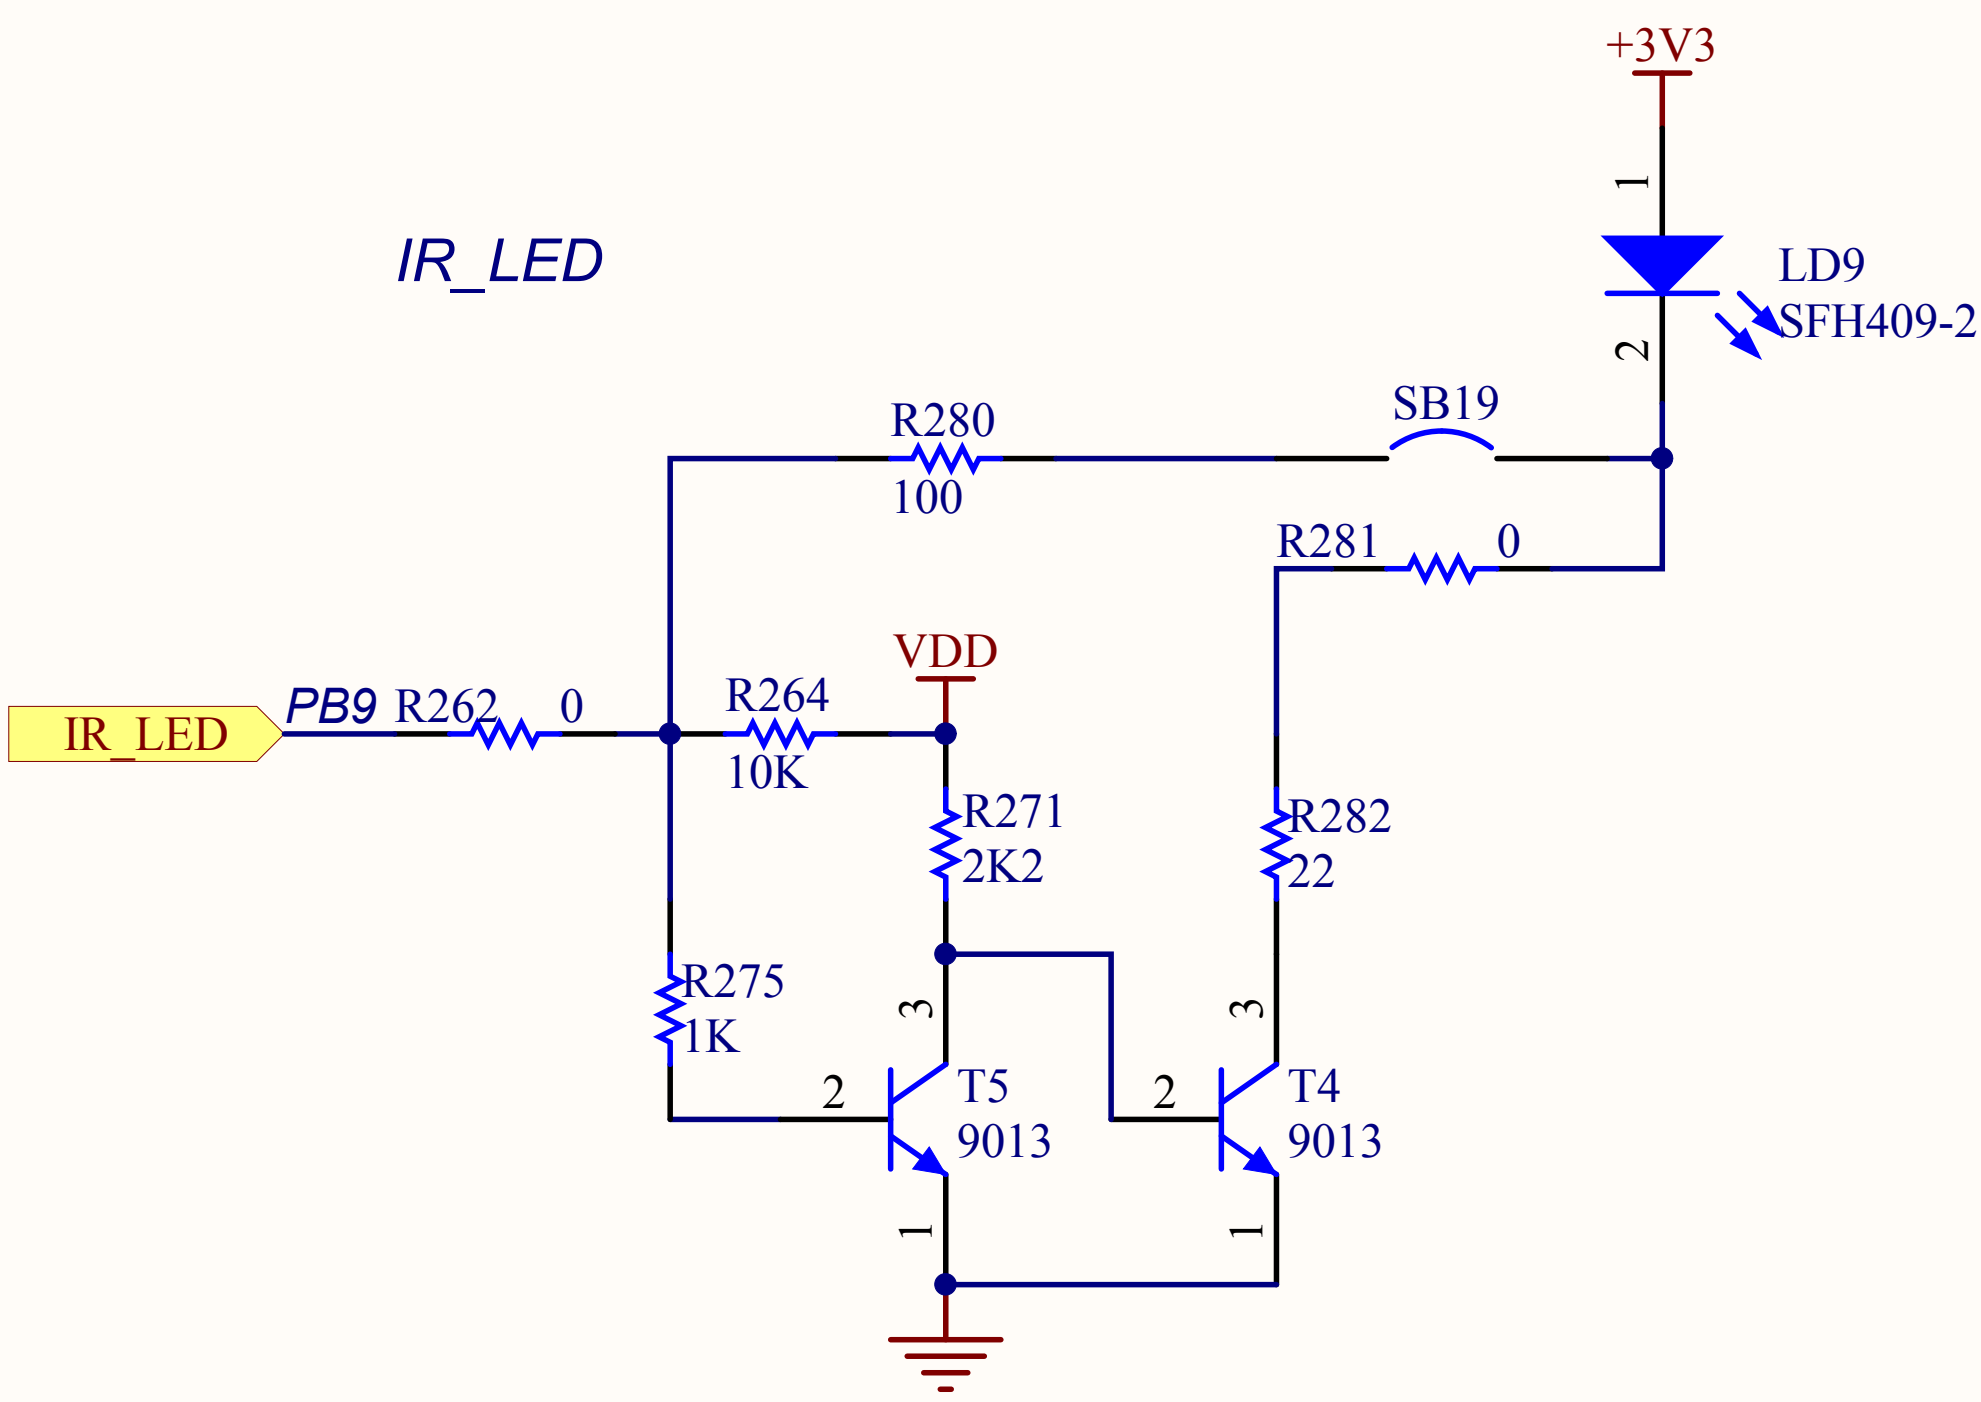 +3V3
1
IR_LED
LD9
SFH409-2
2
R280
SB19
100
R281 0
VDD
IR_LED PB9 R262 0
R264
10K
R271
2K2
R282
22
R275
1K
3
3
2
T5
9013
2
T4
9013
1
1